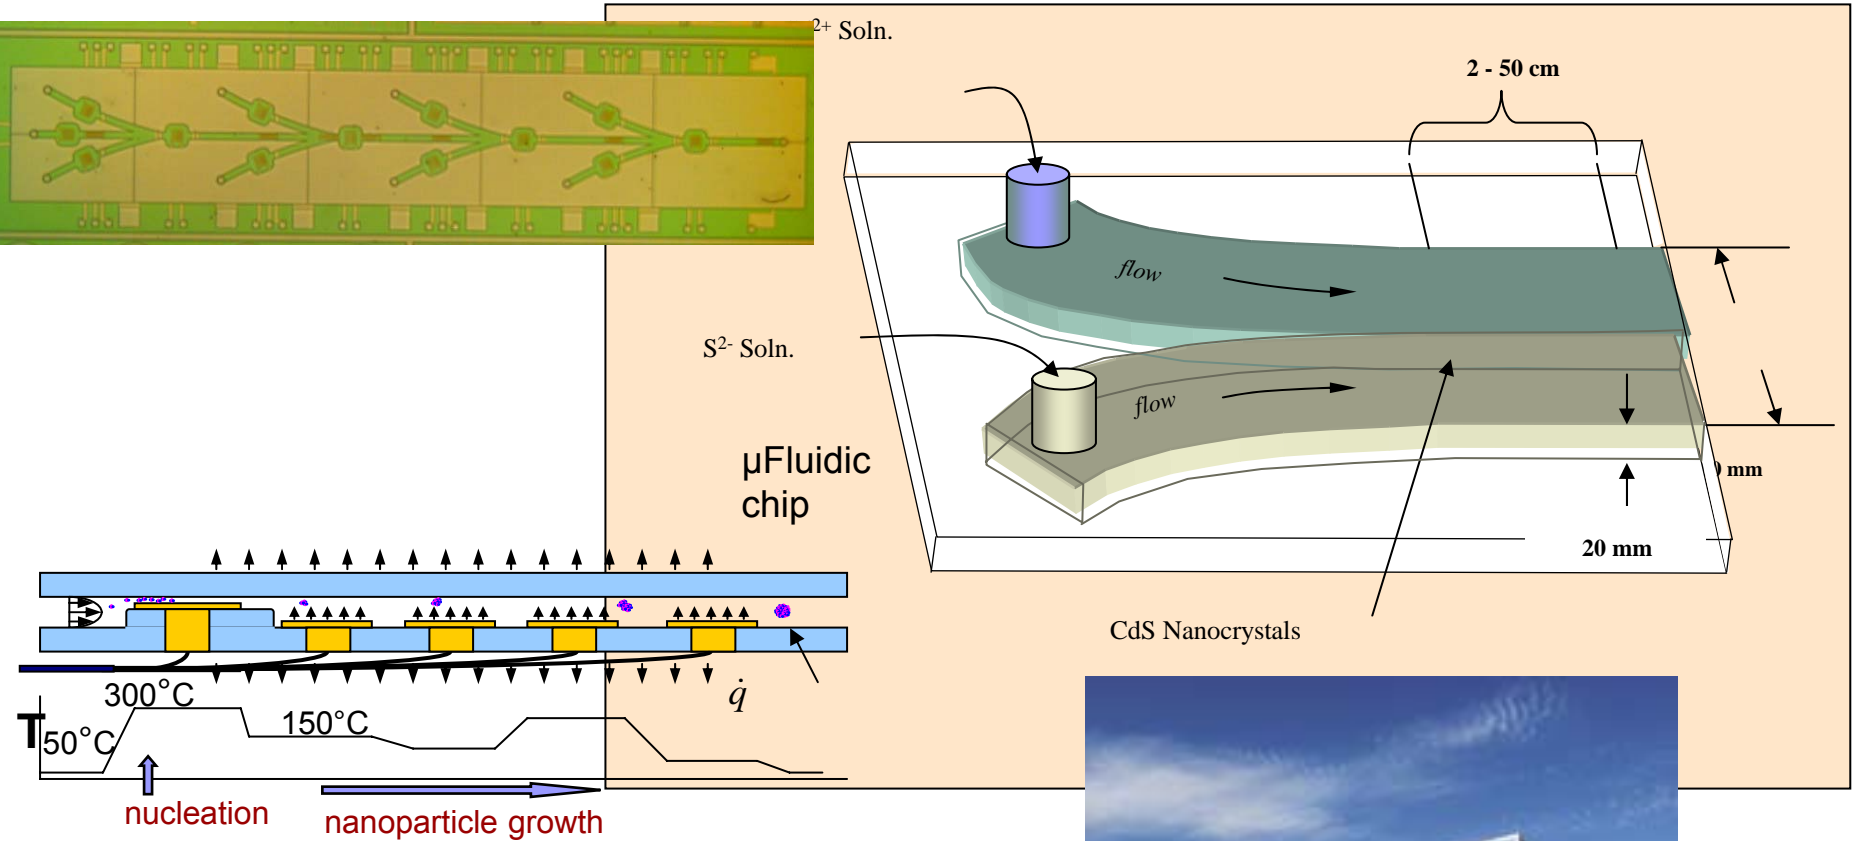 2+ Soln.
2 - 50 cm
flow
S2- Soln.
flow
μFluidic
chip
mm
20 mm
CdS Nanocrystals
q̇
300°C
T
50°C
150°C
nucleation
nanoparticle growth